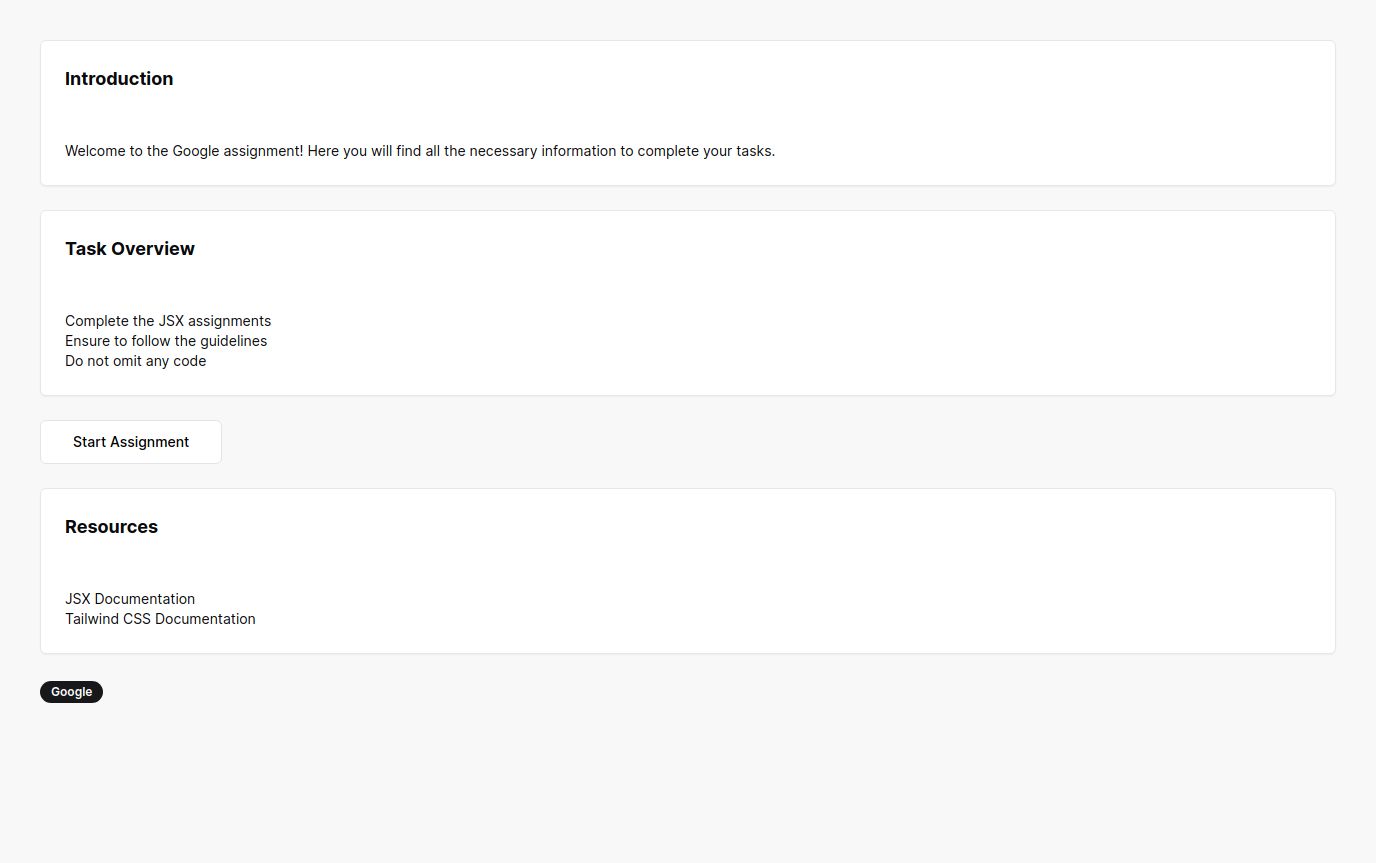 Introduction
Welcome to the Google assignment! Here you will find all the necessary information to complete your tasks.
Task Overview
Complete the JSX assignments
Ensure to follow the guidelines
Do not omit any code
Start Assignment
Resources
JSX Documentation
Tailwind CSS Documentation
Google